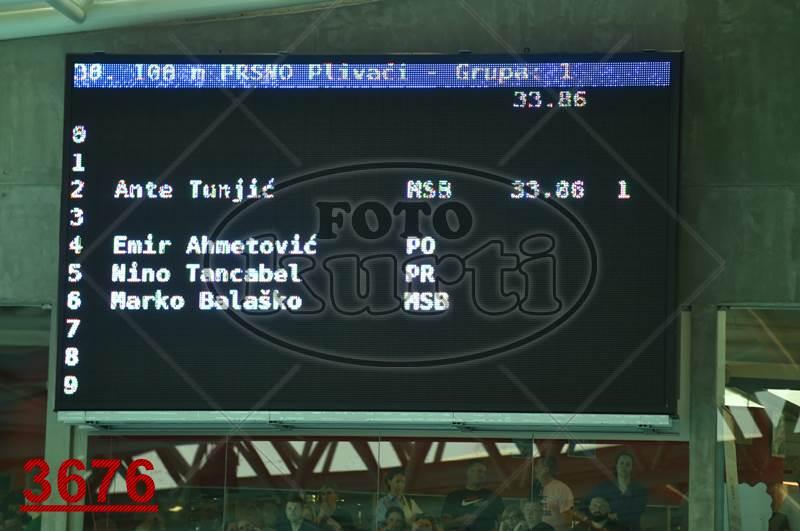 30. 100 m PRSNO Plivači - Grupa: 1
33.86
0
1
2 Ante Tunjić MSB 33.86 1
3
4 Emir Ahmetović PO
5 Nino Tancabel PR
6 Marko Balaško MSB
7
8
9
FOTO
kurti
3676